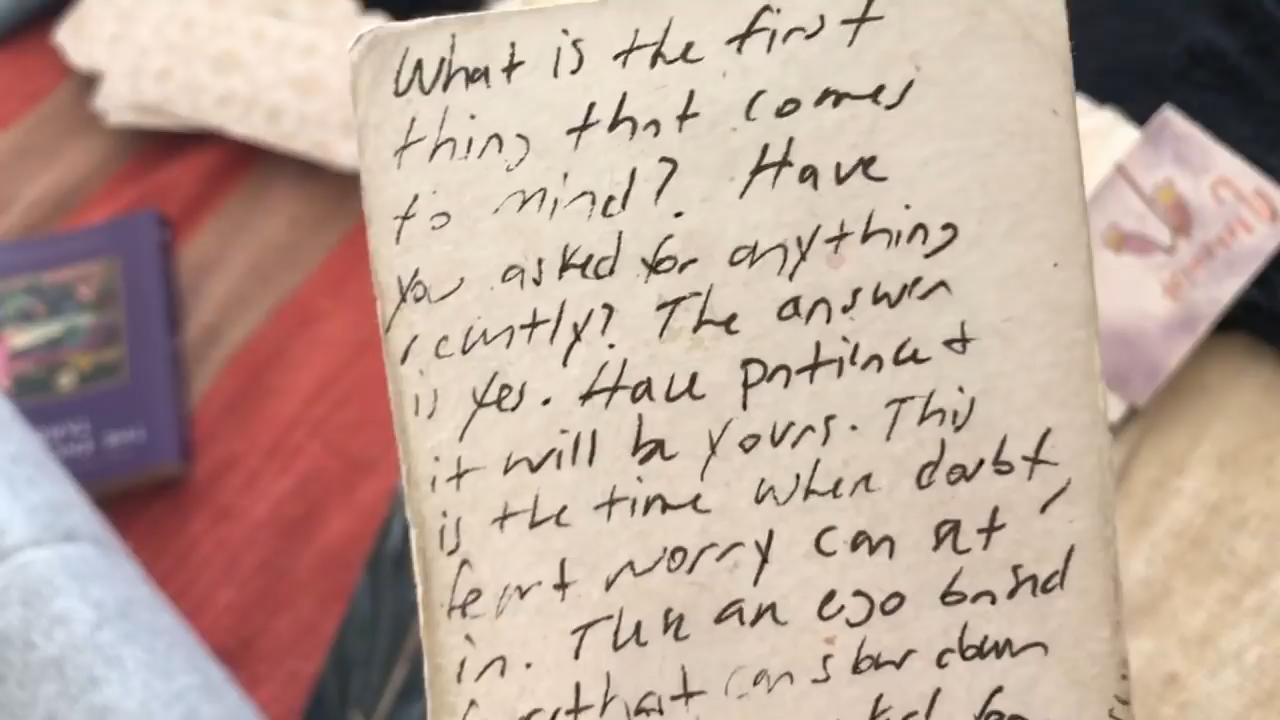 What is the first
thing that comes
to mind? Have
you asked for anything
recently? The answer
is yes. Have patience +
it will be yours. This
is the time when doubt,
fear + worry can set
in. These are ego based
that can slow down